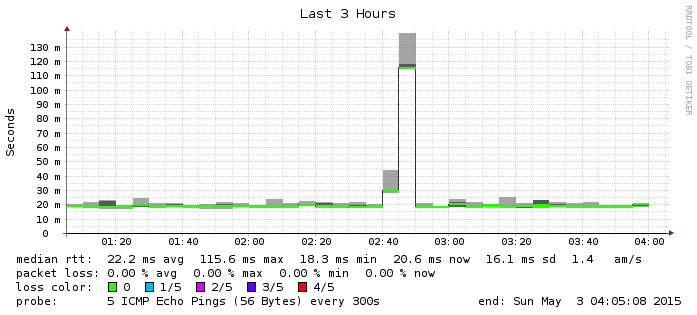 Last 3 Hours
RRDTOOL / TOBI OETIKER
Seconds
130 m
120 m
110 m
100 m
90 m
80 m
70 m
60 m
50 m
40 m
30 m
20 m
10 m
0
01:20 01:40 02:00 02:20 02:40 03:00 03:20 03:40 04:00
median rtt: 22.2 ms avg 115.6 ms max 18.3 ms min 20.6 ms now 16.1 ms sd 1.4 am/s
packet loss: 0.00 % avg 0.00 % max 0.00 % min 0.00 % now
loss color: 0 1/5 2/5 3/5 4/5
probe: 5 ICMP Echo Pings (56 Bytes) every 300s end: Sun May 3 04:05:08 2015